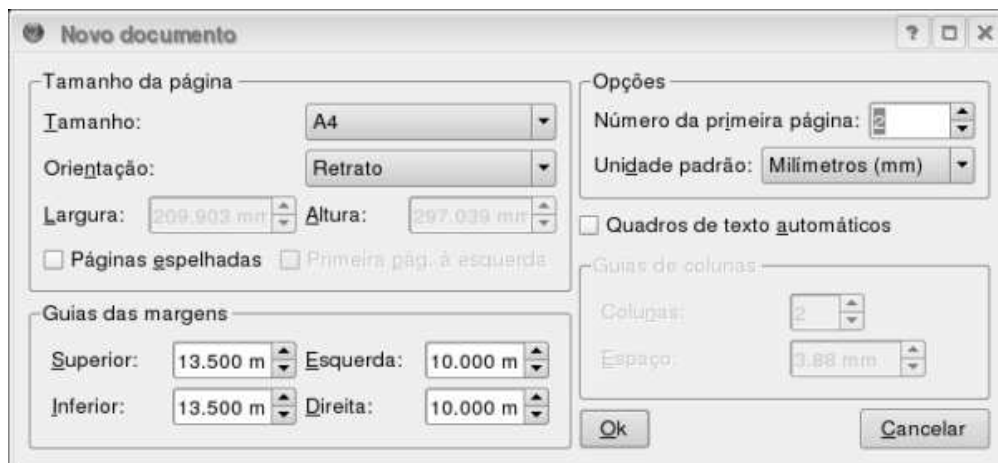 Novo documento
Tamanho da página
Tamanho: A4
Orientação: Retrato
Largura: 209.903 mm Altura: 297.039 mm
Páginas espelhadas Primeira pág. à esquerda
Guias das margens
Superior: 13.500 m Esquerda: 10.000 m
Inferior: 13.500 m Direita: 10.000 m
Opções
Número da primeira página: 2
Unidade padrão: Milímetros (mm)
Quadros de texto automáticos
Guias de colunas
Colunas: 2
Espaço: 3.88 mm
Ok Cancelar